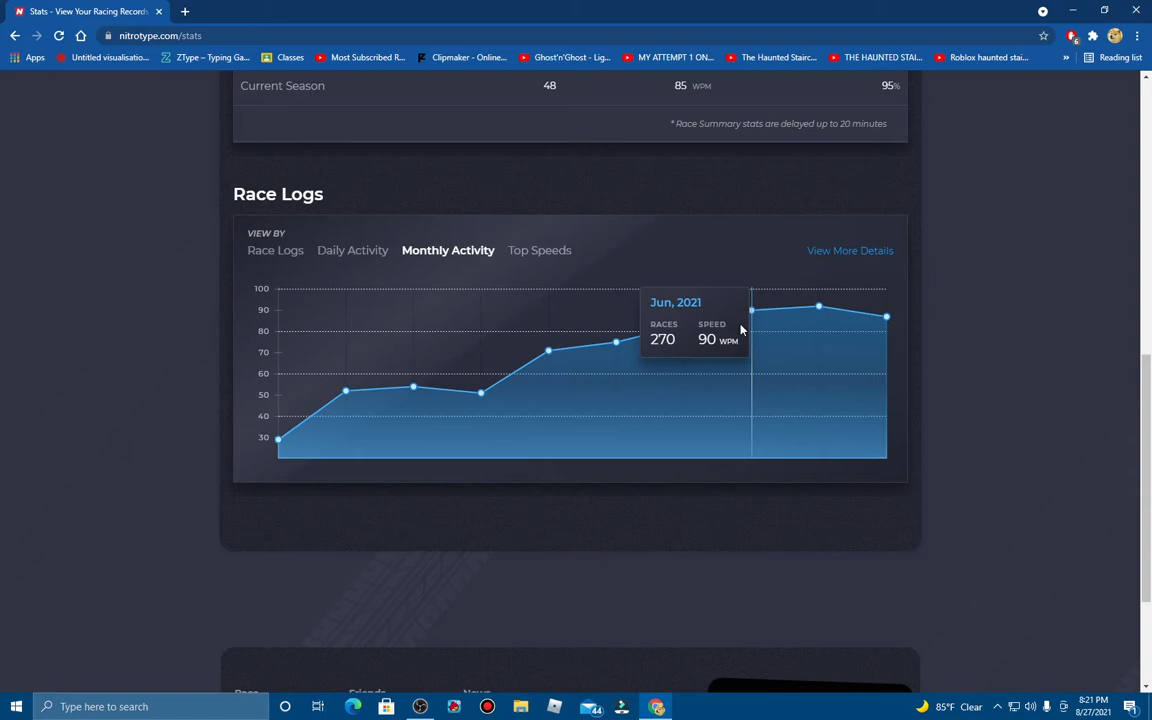 Stats - View Your Racing Records
nitrotype.com/stats
Apps
Untitled visualisatio...
ZType – Typing Ga...
Classes
Most Subscribed R...
Clipmaker - Online...
Ghost'n'Ghost - Lig...
MY ATTEMPT 1 ON...
The Haunted Stairc...
THE HAUNTED STAI...
Roblox haunted stai...
»
Reading list
Current Season 48 85 WPM 95%
* Race Summary stats are delayed up to 20 minutes
Race Logs
VIEW BY
Race Logs Daily Activity Monthly Activity Top Speeds View More Details
100
90
80
70
60
50
40
30
Jun, 2021
RACES SPEED
270 90 WPM
Type here to search
44
85°F Clear
8:21 PM
8/27/2021